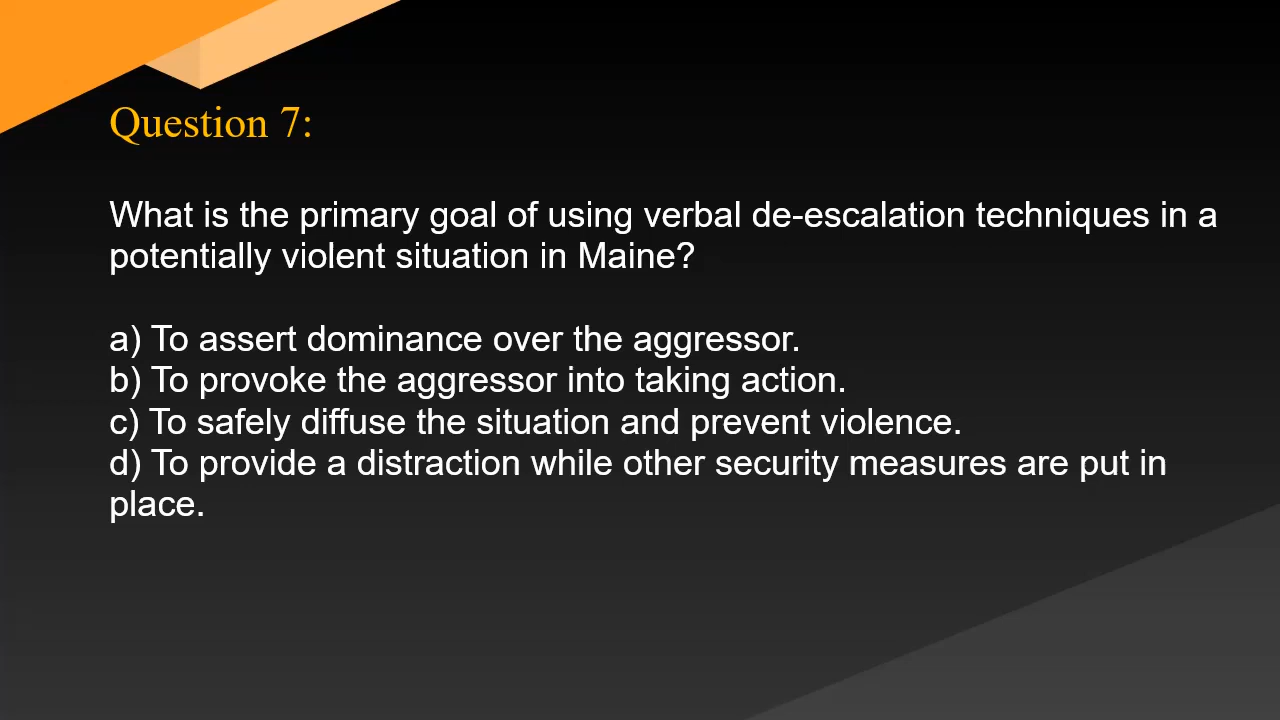 Question 7:
What is the primary goal of using verbal de-escalation techniques in a
potentially violent situation in Maine?
a) To assert dominance over the aggressor.
b) To provoke the aggressor into taking action.
c) To safely diffuse the situation and prevent violence.
d) To provide a distraction while other security measures are put in
place.